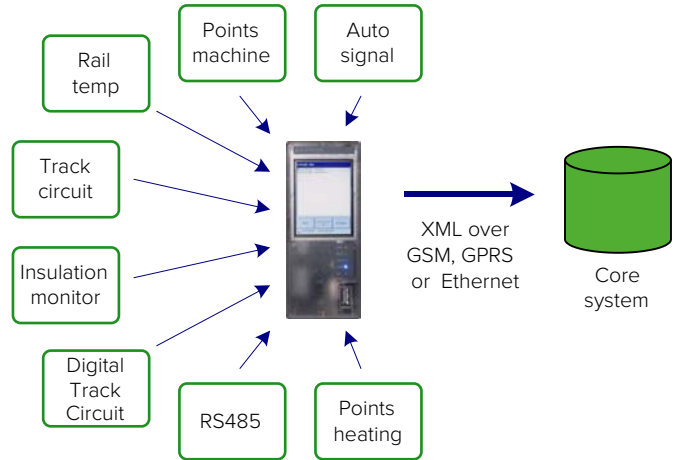 Points
machine
Auto
signal
Rail
temp
Track
circuit
Insulation
monitor
Digital
Track
Circuit
RS485
Points
heating
XML over
GSM, GPRS
or Ethernet
Core
system